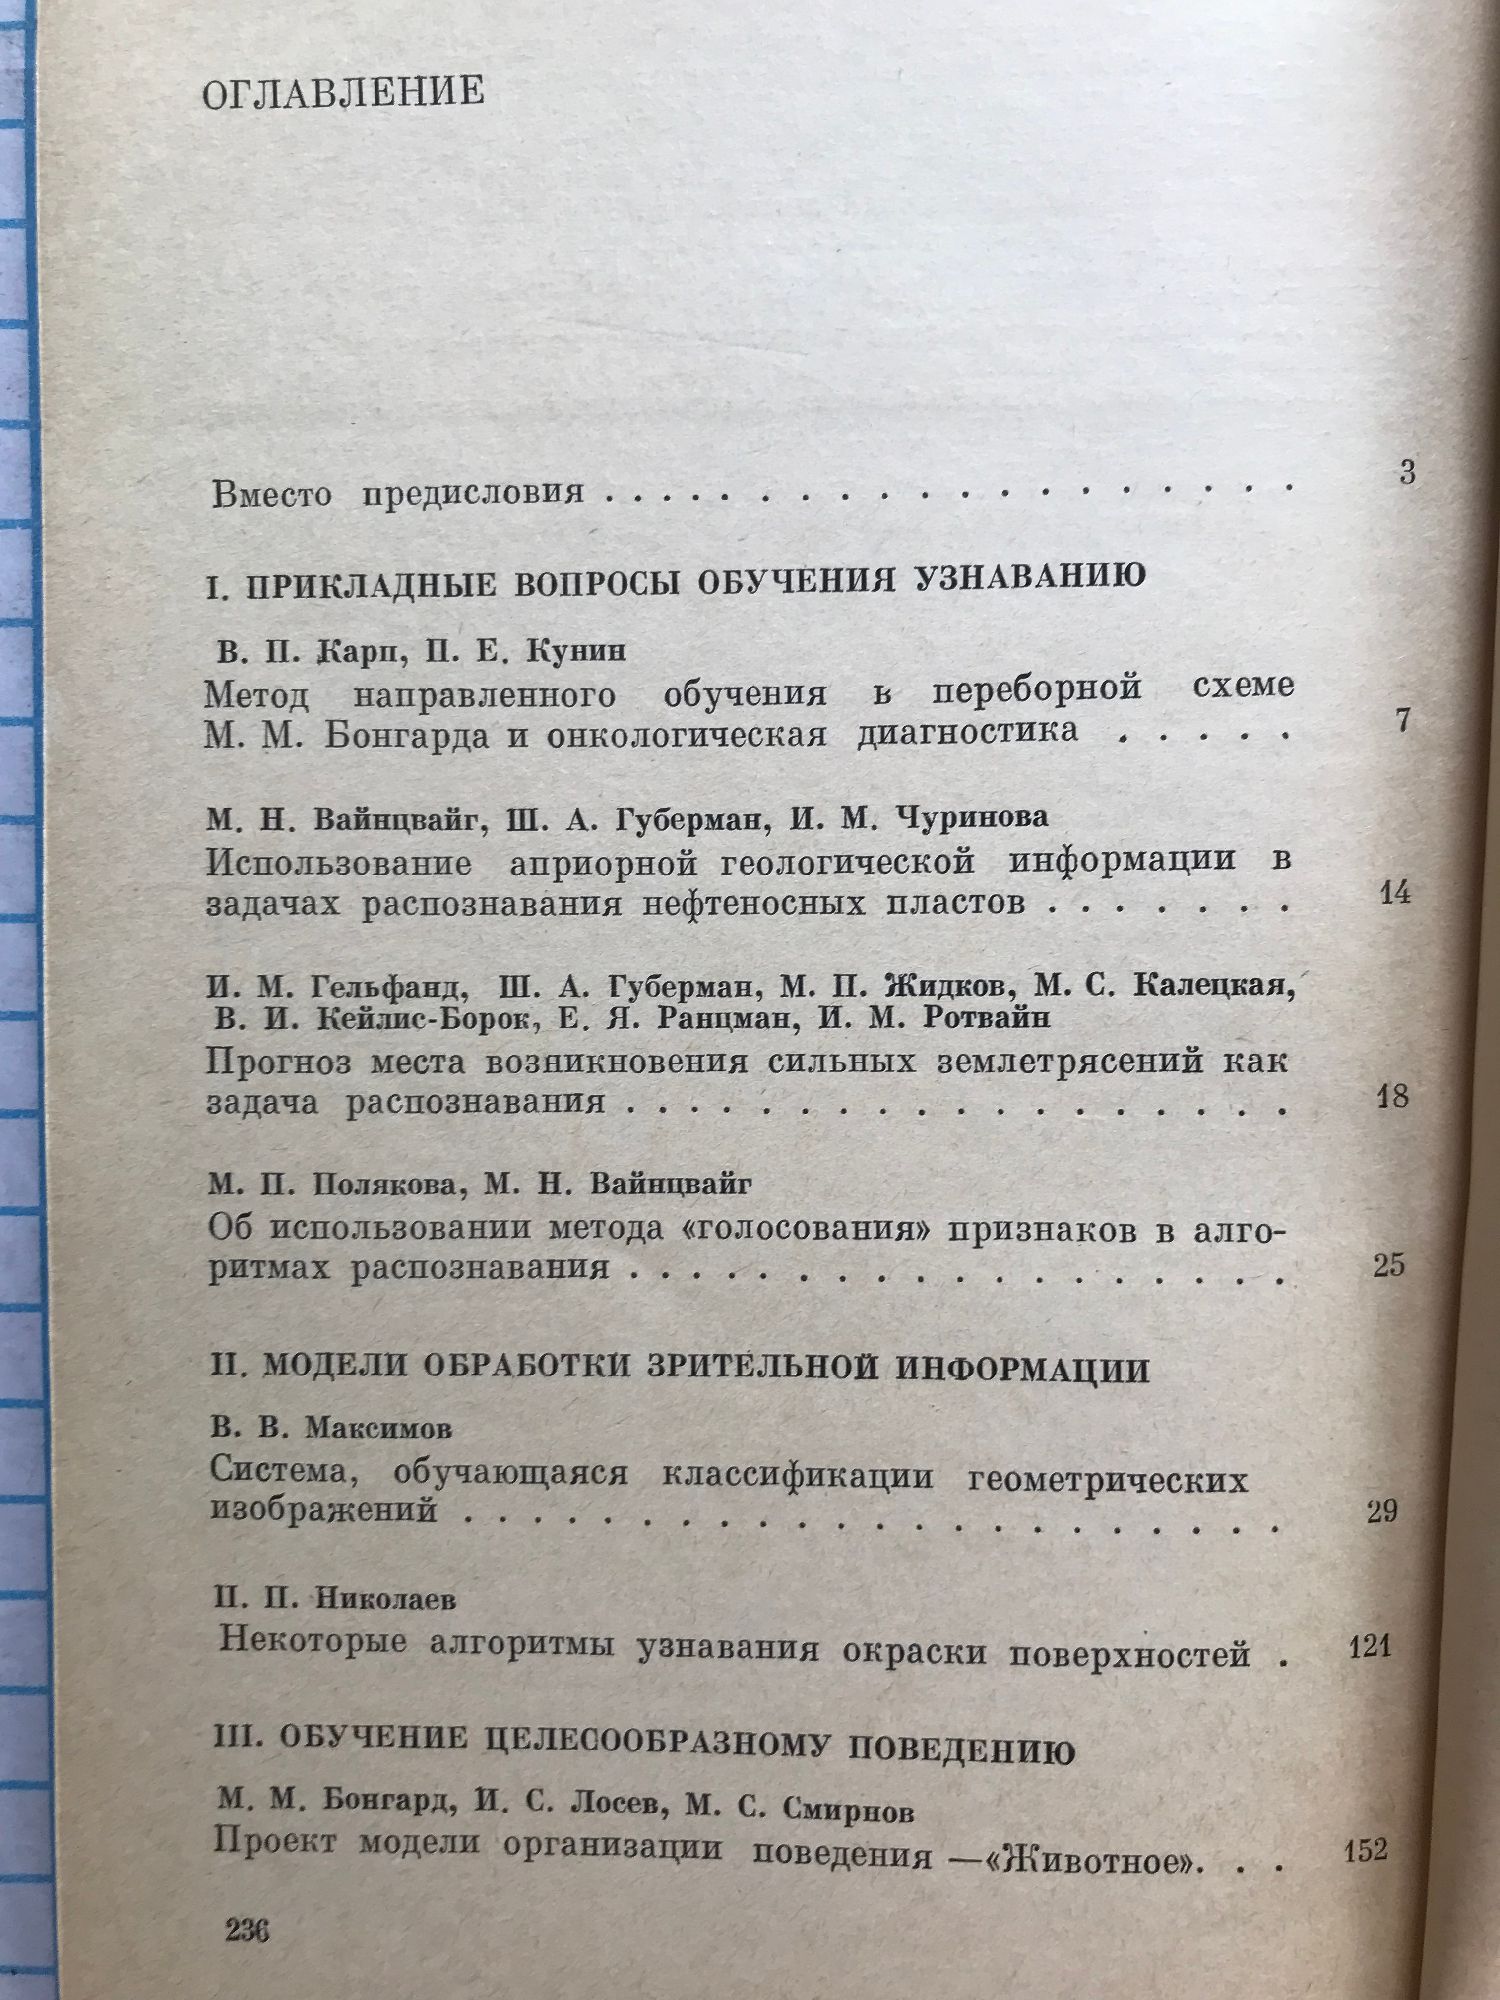 ОГЛАВЛЕНИЕ
Вместо предисловия . . . . . . . . . . . . . . . . . . 3
I. ПРИКЛАДНЫЕ ВОПРОСЫ ОБУЧЕНИЯ УЗНАВАНИЮ
В. П. Карп, П. Е. Кунин
Метод направленного обучения в переборной схеме
М. М. Бонгарда и онкологическая диагностика . . . . . 7
М. Н. Вайнцвайг, Ш. А. Губерман, И. М. Чуринова
Использование априорной геологической информации в
задачах распознавания нефтеносных пластов . . . . . . . 14
И. М. Гельфанд, Ш. А. Губерман, М. П. Жидков, М. С. Калецкая,
В. И. Кейлис-Борок, Е. Я. Ранцман, И. М. Ротвайн
Прогноз места возникновения сильных землетрясений как
задача распознавания . . . . . . . . . . . . . . . . . 18
М. П. Полякова, М. Н. Вайнцвайг
Об использовании метода «голосования» признаков в алго-
ритмах распознавания . . . . . . . . . . . . . . . . . 25
II. МОДЕЛИ ОБРАБОТКИ ЗРИТЕЛЬНОЙ ИНФОРМАЦИИ
В. В. Максимов
Система, обучающаяся классификации геометрических
изображений . . . . . . . . . . . . . . . . . . . . . . 29
П. П. Николаев
Некоторые алгоритмы узнавания окраски поверхностей . 121
III. ОБУЧЕНИЕ ЦЕЛЕСООБРАЗНОМУ ПОВЕДЕНИЮ
М. М. Бонгард, И. С. Лосев, М. С. Смирнов
Проект модели организации поведения —«Животное». . . 152
236